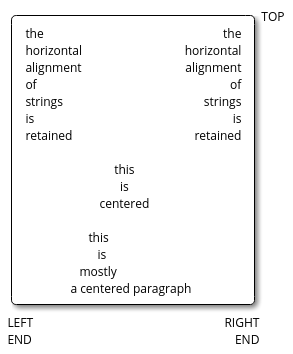 TOP
the the
horizontal horizontal
alignment alignment
of of
strings strings
is is
retained retained
this
is
centered
this
is
mostly
a centered paragraph
LEFT RIGHT
END END